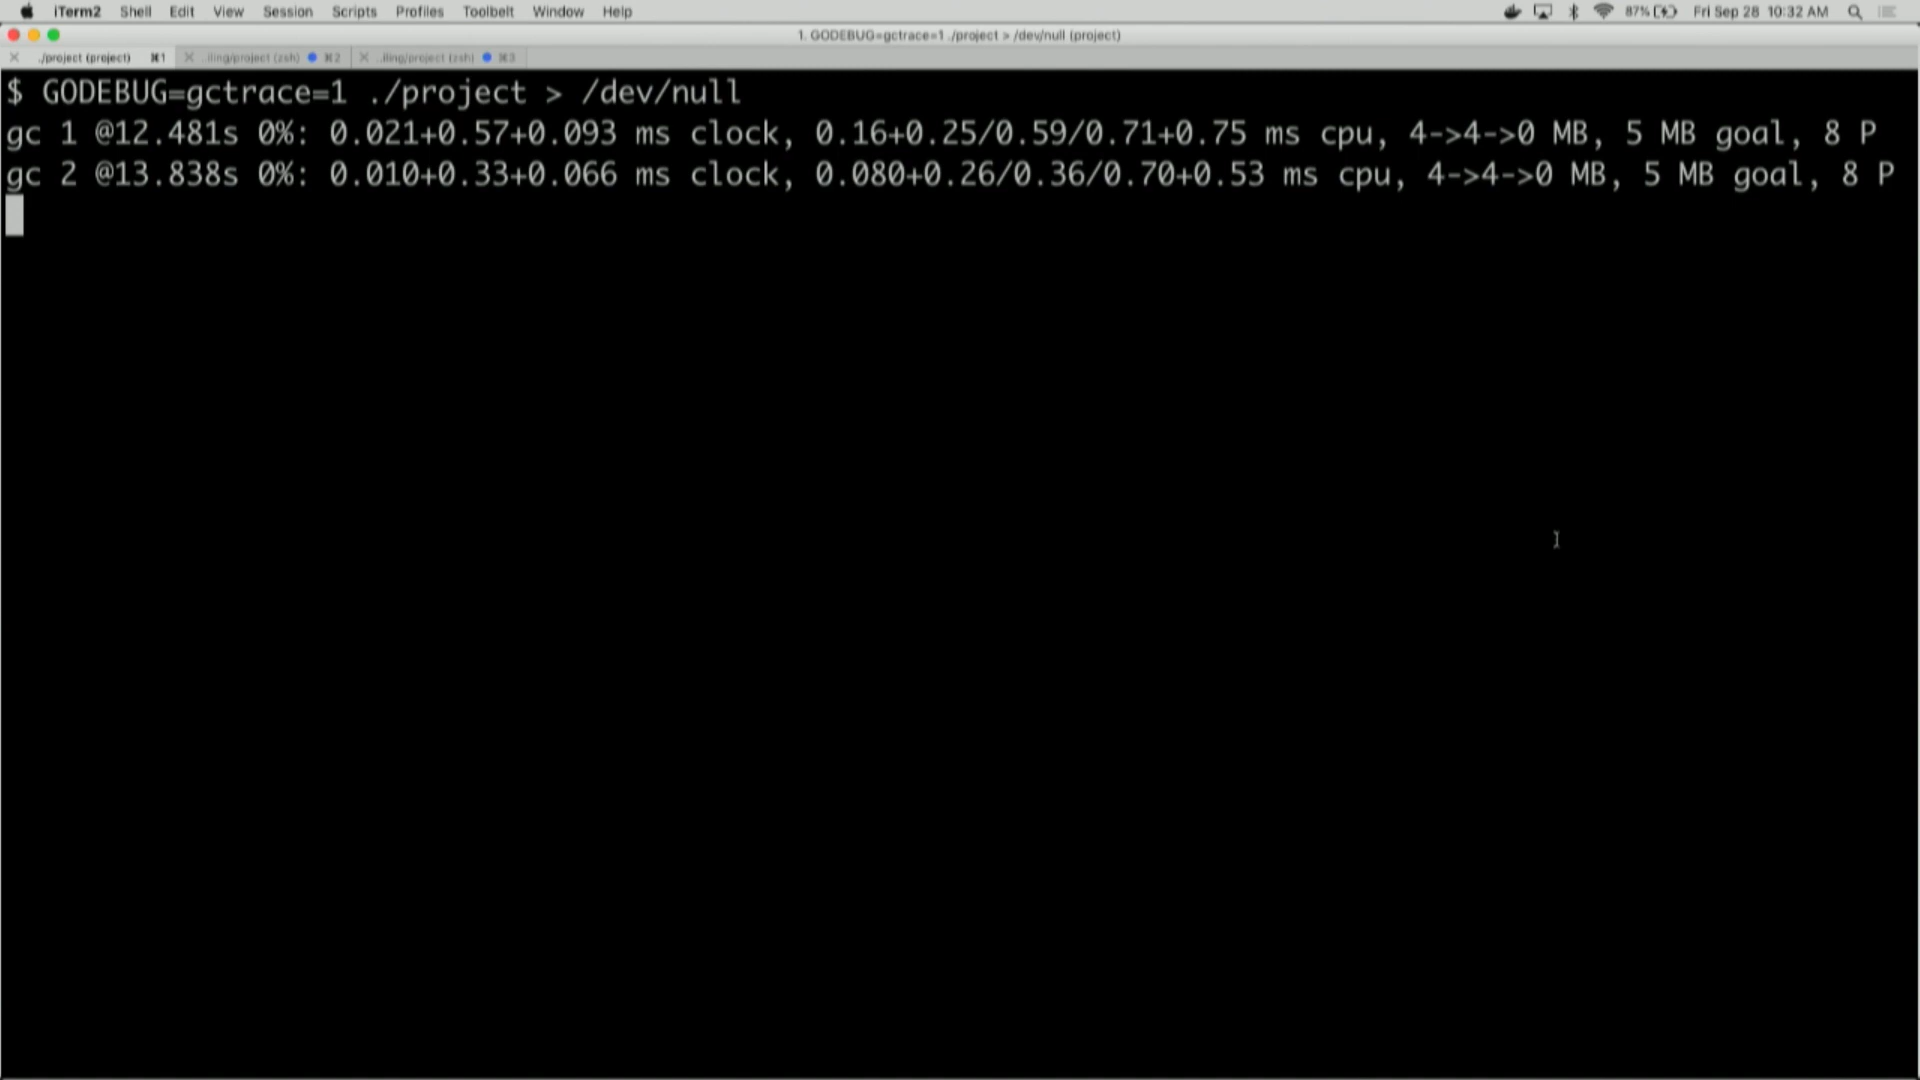 iTerm2 Shell Edit View Session Scripts Profiles Toolbelt Window Help 87% Fri Sep 28 10:32 AM
1. GODEBUG=gctrace=1 ./project > /dev/null (project)
./project (project) ⌘1 ...iling/project (zsh) ⌘2 ...iling/project (zsh) ⌘3
$ GODEBUG=gctrace=1 ./project > /dev/null
gc 1 @12.481s 0%: 0.021+0.57+0.093 ms clock, 0.16+0.25/0.59/0.71+0.75 ms cpu, 4->4->0 MB, 5 MB goal, 8 P
gc 2 @13.838s 0%: 0.010+0.33+0.066 ms clock, 0.080+0.26/0.36/0.70+0.53 ms cpu, 4->4->0 MB, 5 MB goal, 8 P